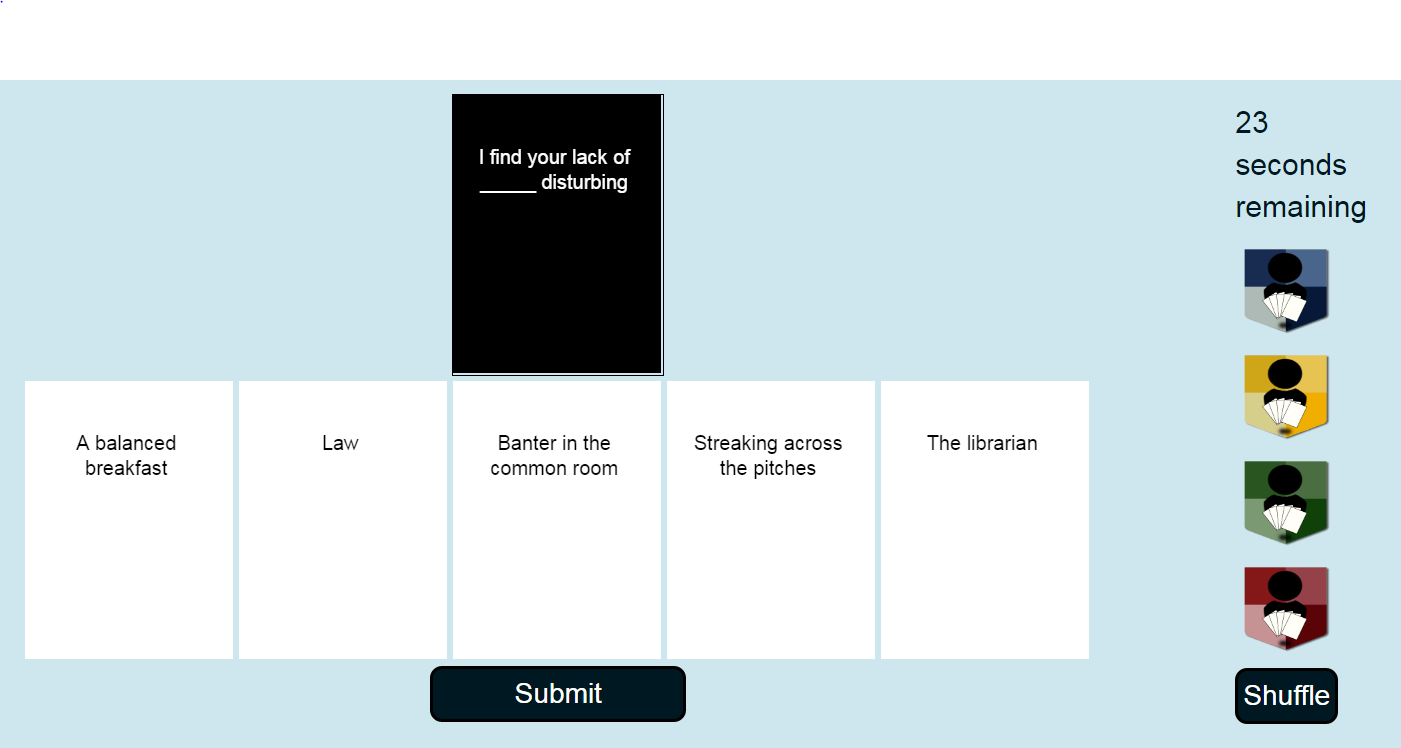 I find your lack of
______ disturbing
23
seconds
remaining
A balanced
breakfast
Law
Banter in the
common room
Streaking across
the pitches
The librarian
Submit
Shuffle